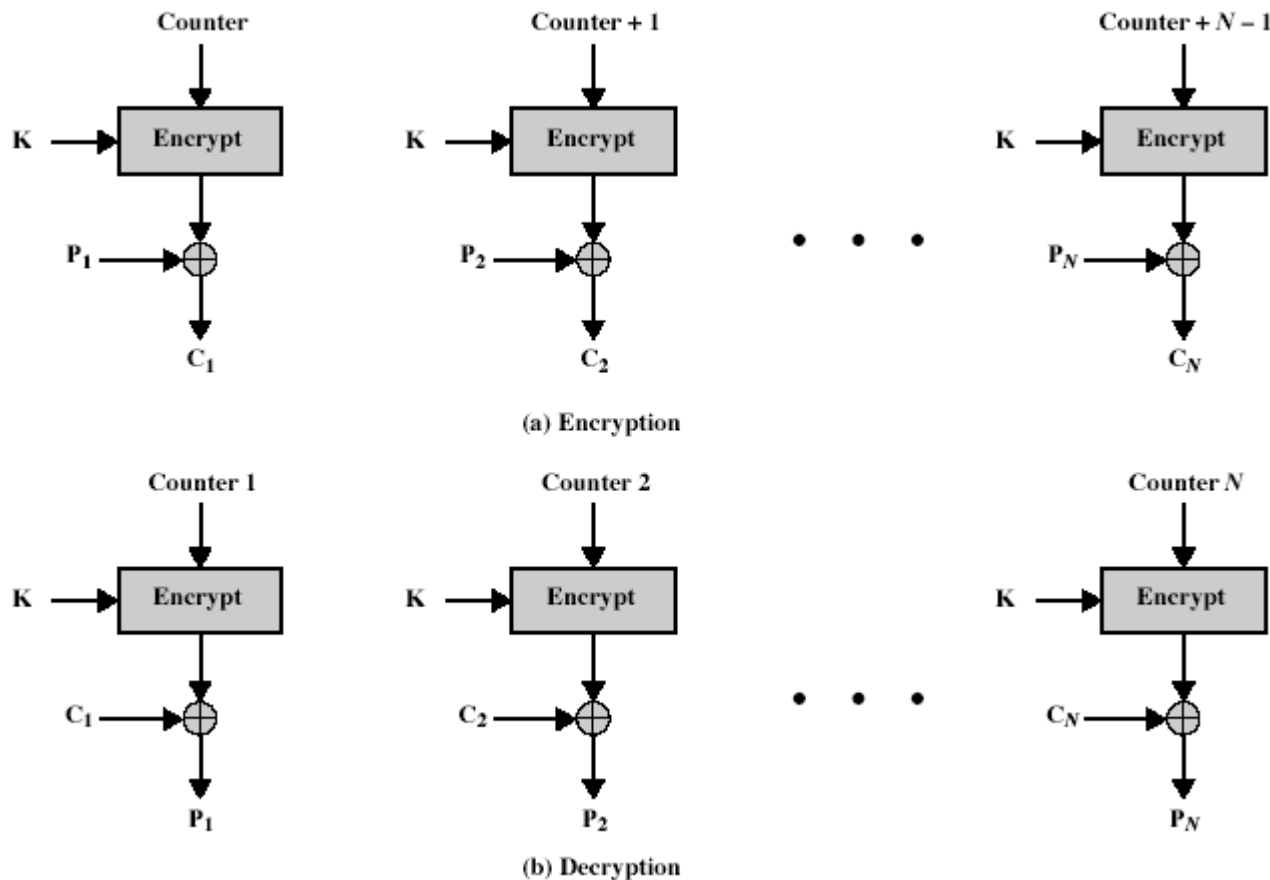 Counter Counter + 1 Counter + N – 1
K Encrypt K Encrypt K Encrypt
P1 P2 PN
C1 C2 CN
(a) Encryption
Counter 1 Counter 2 Counter N
K Encrypt K Encrypt K Encrypt
C1 C2 CN
P1 P2 PN
(b) Decryption